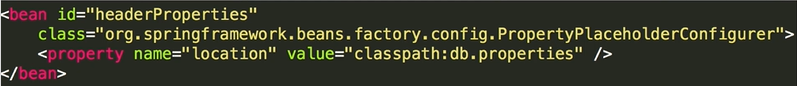 <bean id="headerProperties"
    class="org.springframework.beans.factory.config.PropertyPlaceholderConfigurer">
    <property name="location" value="classpath:db.properties" />
</bean>